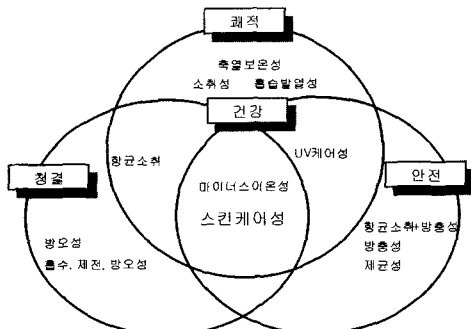 쾌적
축열보온성
소취성 흡습발열성
건강
항균소취
UV케어성
청결
안전
마이너스이온성
스킨케어성
항균소취+방충성
방충성
제균성
방오성
흡수, 제전, 방오성